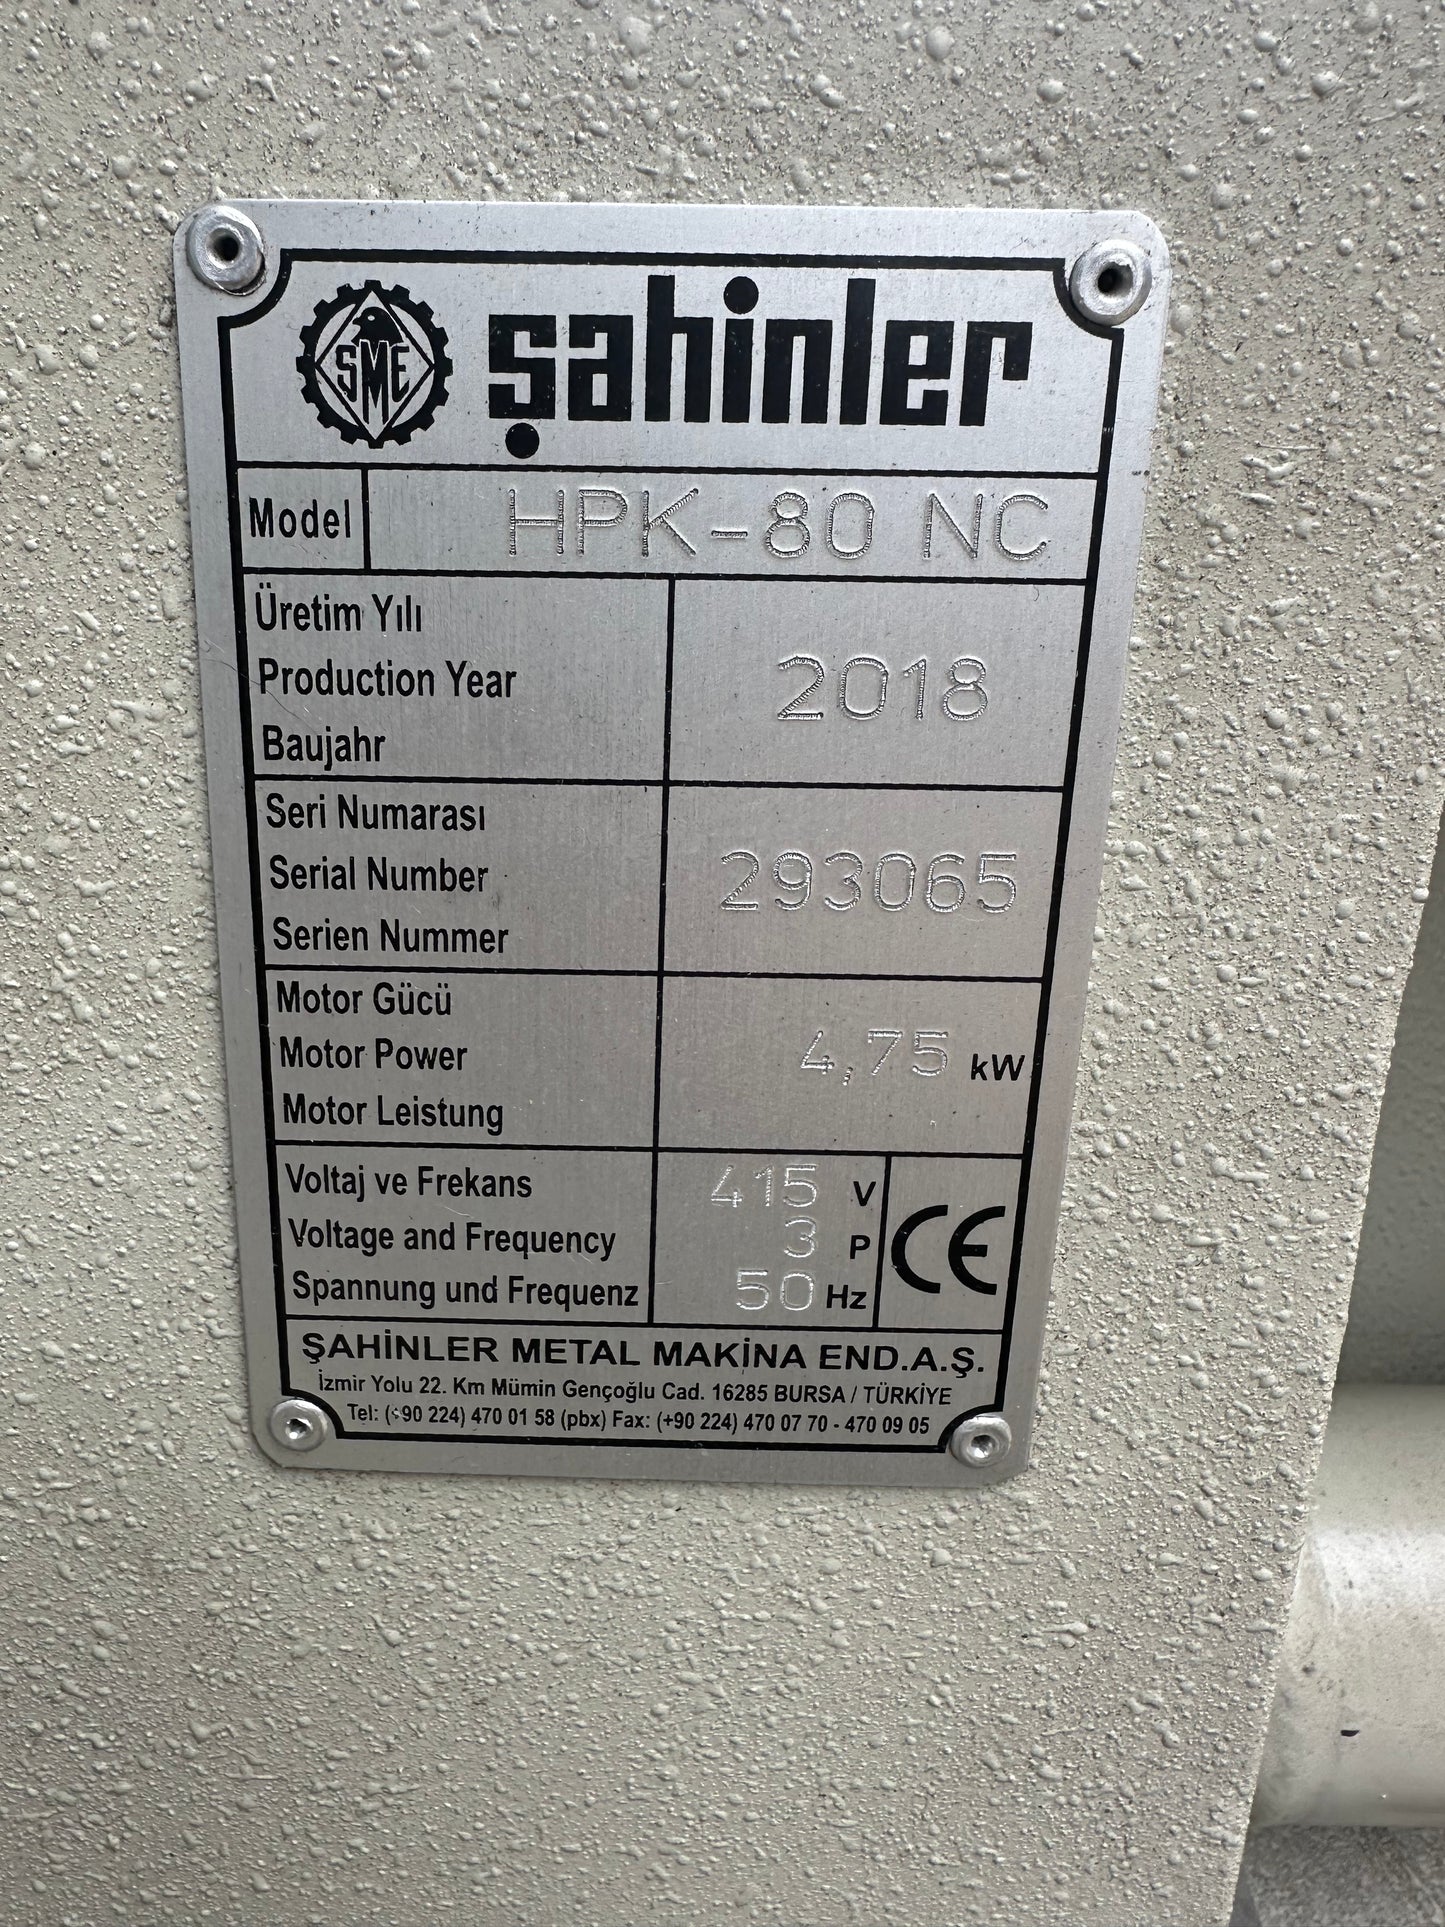 SME
şahinler
Model HPK-80 NC
Üretim Yılı
Production Year
Baujahr
2018
Seri Numarası
Serial Number
Serien Nummer
293065
Motor Gücü
Motor Power
Motor Leistung
4,75 kW
Voltaj ve Frekans
Voltage and Frequency
Spannung und Frequenz
415 V
3 P
50 Hz
CE
ŞAHİNLER METAL MAKİNA END.A.Ş.
İzmir Yolu 22. Km Mümin Gençoğlu Cad. 16285 BURSA / TÜRKİYE
Tel: (+90 224) 470 01 58 (pbx) Fax: (+90 224) 470 07 70 - 470 09 05